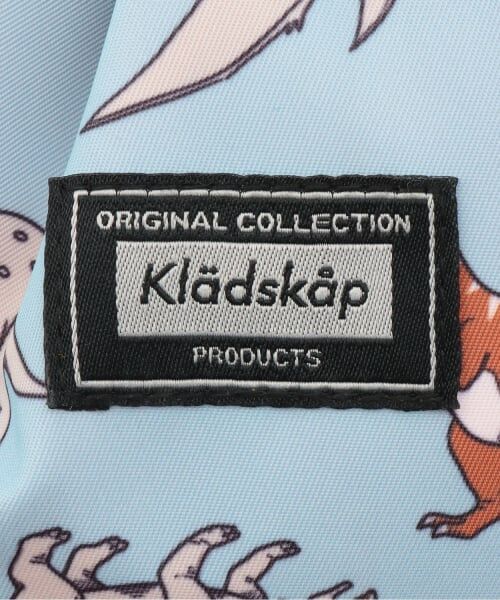 ORIGINAL COLLECTION
Klädskåp
PRODUCTS